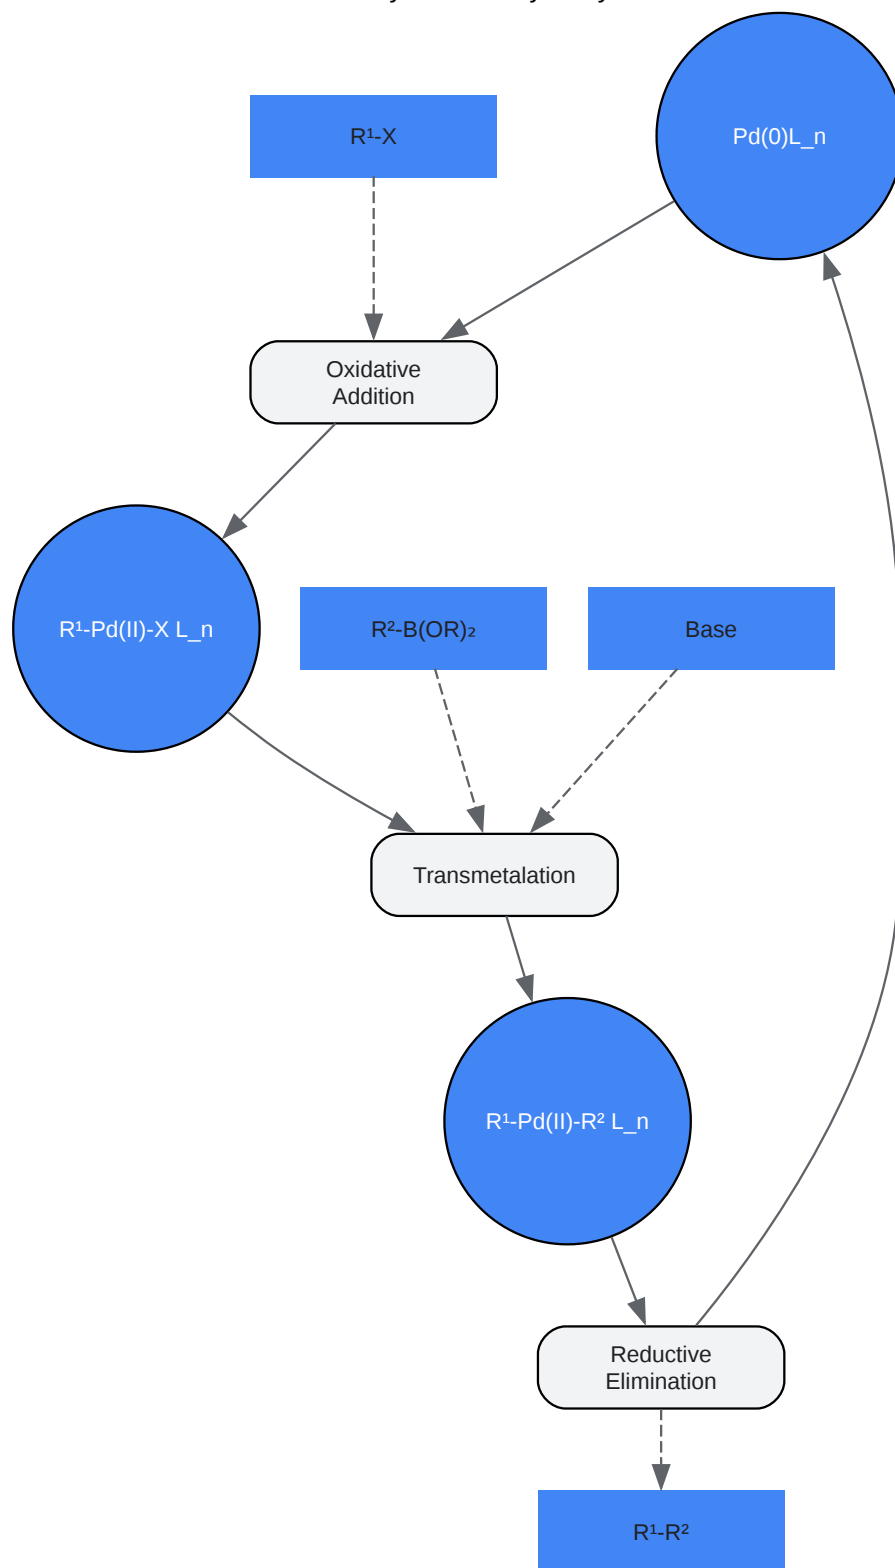 R¹-X
Pd(0)L_n
Oxidative
Addition
R¹-Pd(II)-X L_n
R²-B(OR)₂
Base
Transmetalation
R¹-Pd(II)-R² L_n
Reductive
Elimination
R¹-R²